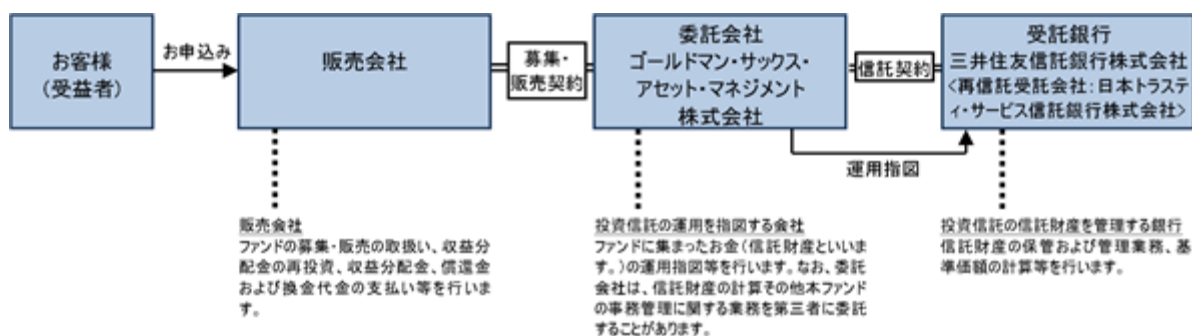 お客様
(受益者)
お申込み
販売会社
募集・
販売契約
委託会社
ゴールドマン・サックス・
アセット・マネジメント
株式会社
信託契約
受託銀行
三井住友信託銀行株式会社
<再信託受託会社:日本トラステ
ィ・サービス信託銀行株式会社>
運用指図
販売会社
ファンドの募集・販売の取扱い、収益分
配金の再投資、収益分配金、償還金
および換金代金の支払い等を行いま
す。
投資信託の運用を指図する会社
ファンドに集まったお金(信託財産といいま
す。)の運用指図等を行います。なお、委託
会社は、信託財産の計算その他本ファンド
の事務管理に関する業務を第三者に委託
することがあります。
投資信託の信託財産を管理する銀行
信託財産の保管および管理業務、基
準価額の計算等を行います。